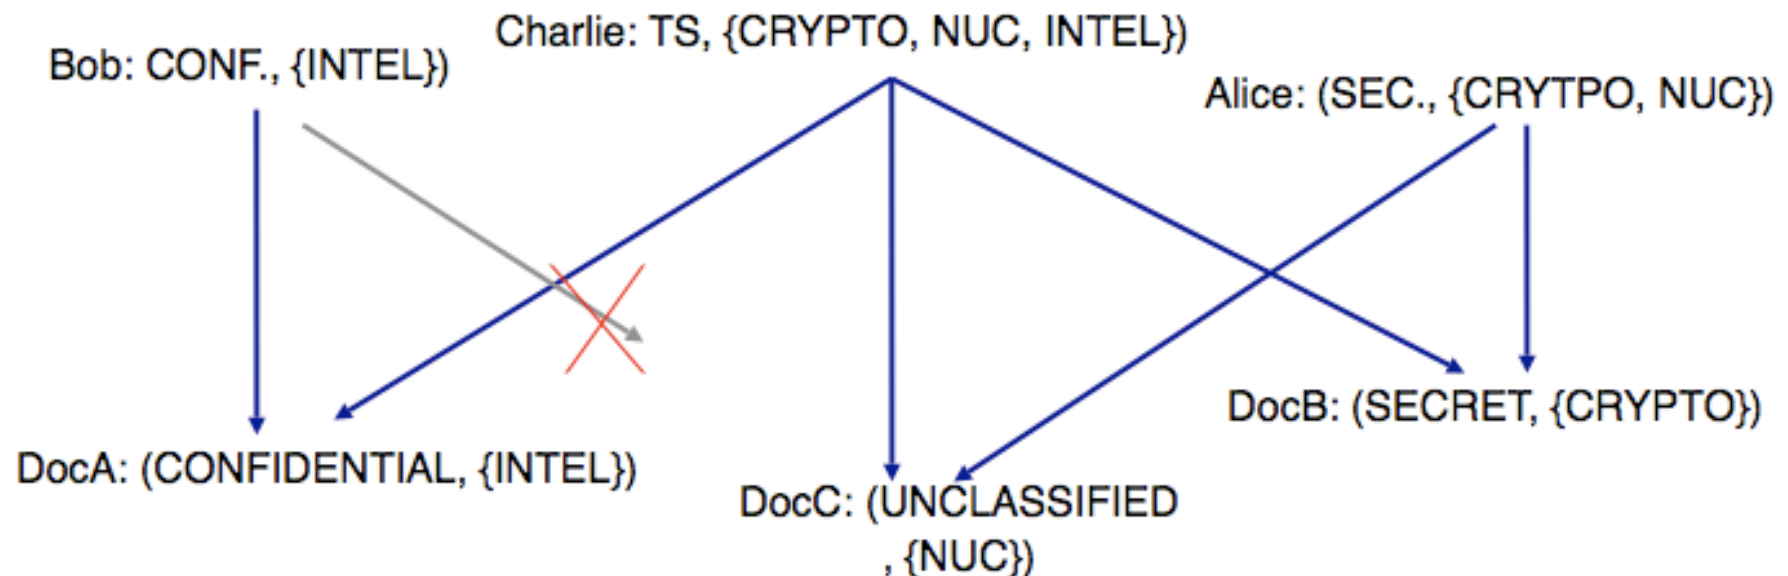 Charlie: TS, {CRYPTO, NUC, INTEL})
Bob: CONF., {INTEL})
Alice: (SEC., {CRYTPO, NUC})
DocB: (SECRET, {CRYPTO})
DocA: (CONFIDENTIAL, {INTEL})
DocC: (UNCLASSIFIED
, {NUC})